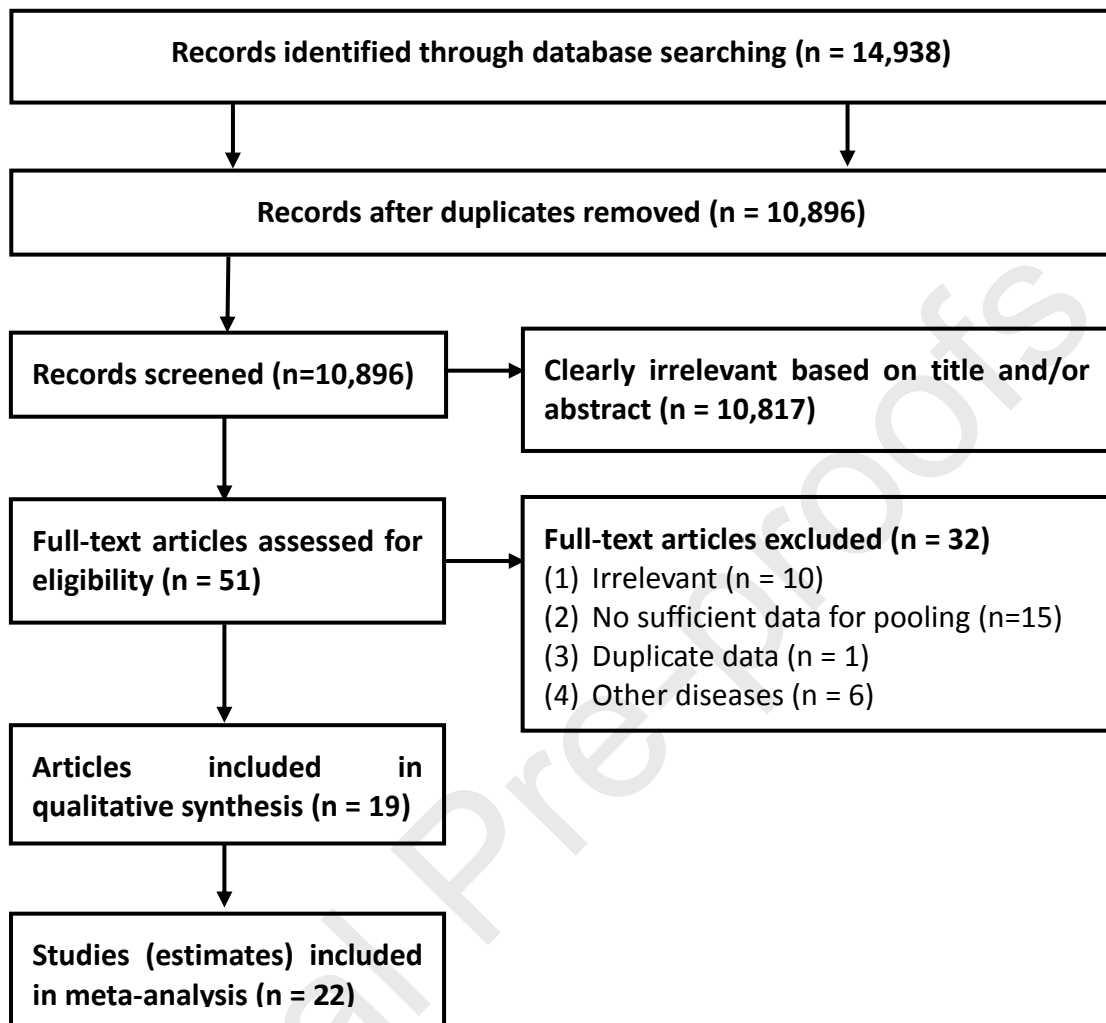 Records identified through database searching (n = 14,938)
Records after duplicates removed (n = 10,896)
Records screened (n=10,896)
Clearly irrelevant based on title and/or
abstract (n = 10,817)
Full-text articles assessed for
eligibility (n = 51)
Full-text articles excluded (n = 32)
(1) Irrelevant (n = 10)
(2) No sufficient data for pooling (n=15)
(3) Duplicate data (n = 1)
(4) Other diseases (n = 6)
Articles included in
qualitative synthesis (n = 19)
Studies (estimates) included
in meta-analysis (n = 22)
al Pre-proofs